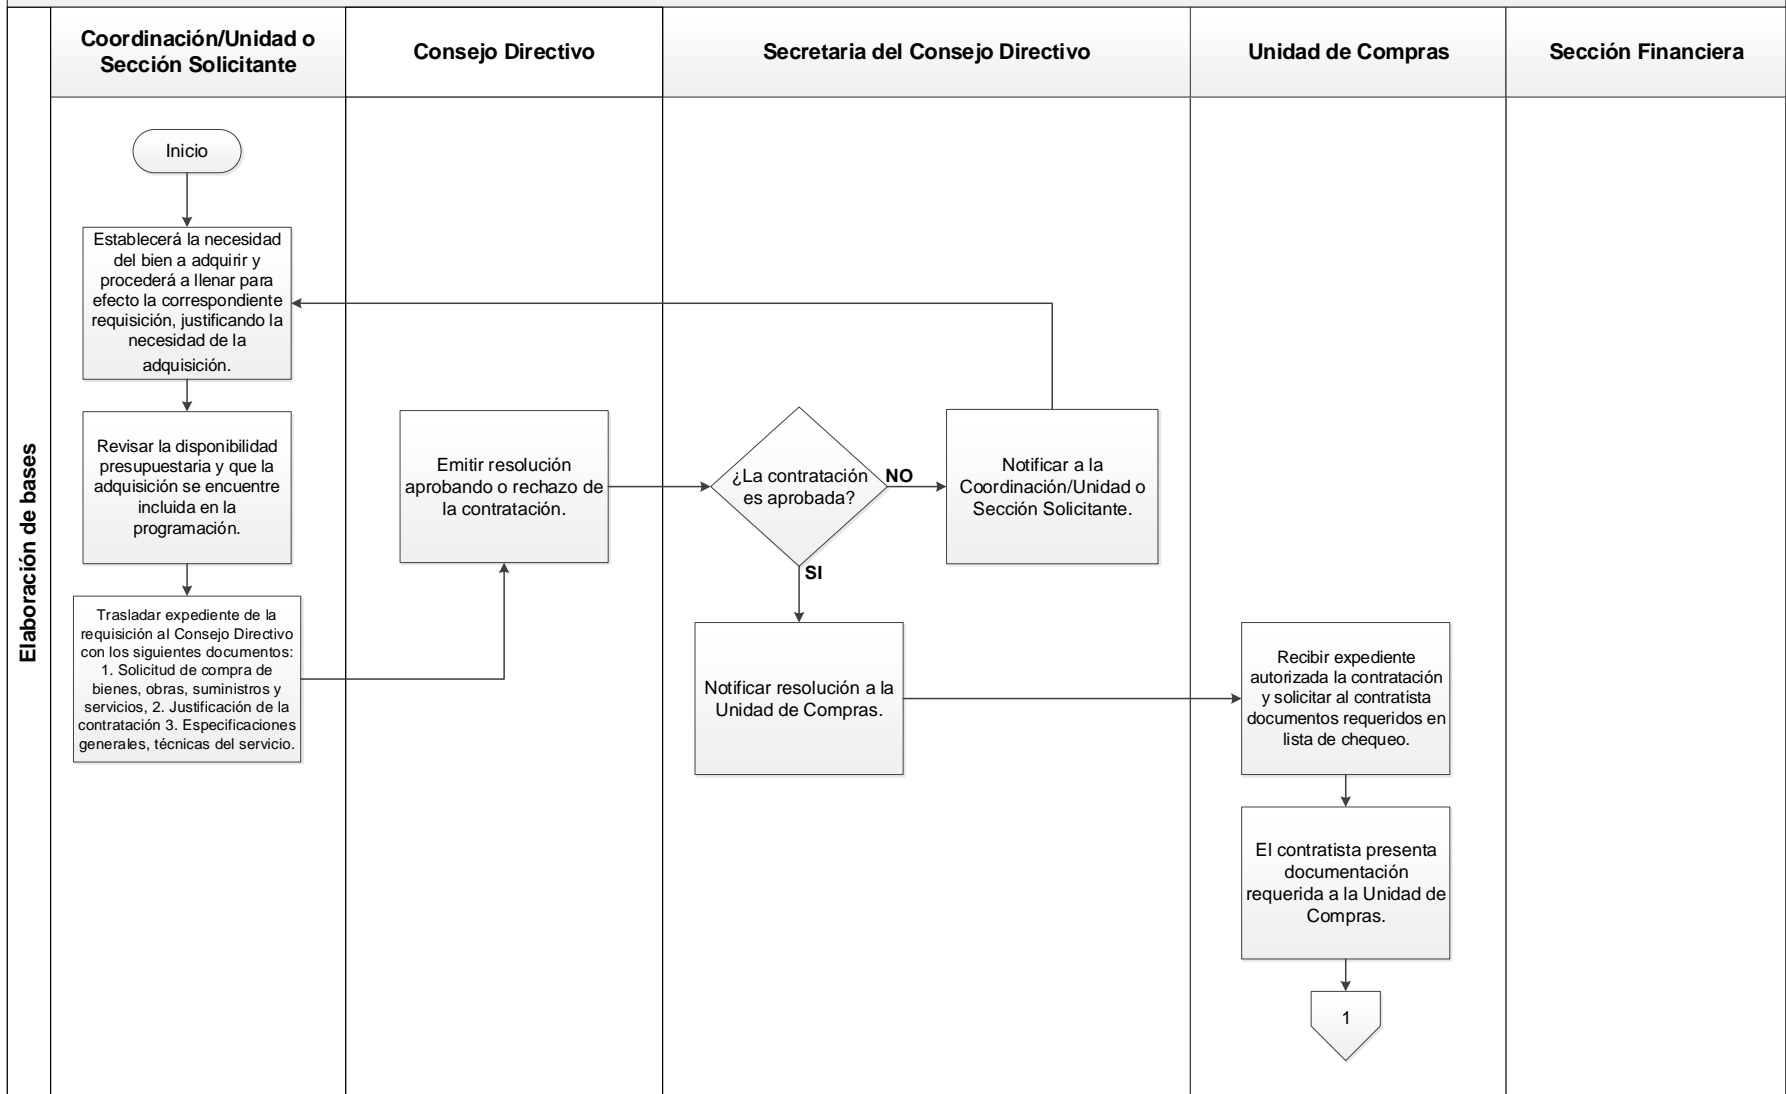 Coordinación/Unidad o
Sección Solicitante
Consejo Directivo
Secretaria del Consejo Directivo
Unidad de Compras
Sección Financiera
Elaboración de bases
Inicio
Establecerá la necesidad
del bien a adquirir y
procederá a llenar para
efecto la correspondiente
requisición, justificando la
necesidad de la
adquisición.
Revisar la disponibilidad
presupuestaria y que la
adquisición se encuentre
incluida en la
programación.
Trasladar expediente de la
requisición al Consejo Directivo
con los siguientes documentos:
1. Solicitud de compra de
bienes, obras, suministros y
servicios, 2. Justificación de la
contratación 3. Especificaciones
generales, técnicas del servicio.
Emitir resolución
aprobando o rechazo de
la contratación.
¿La contratación
es aprobada?
NO
Notificar a la
Coordinación/Unidad o
Sección Solicitante.
SI
Notificar resolución a la
Unidad de Compras.
Recibir expediente
autorizada la contratación
y solicitar al contratista
documentos requeridos en
lista de chequeo.
El contratista presenta
documentación
requerida a la Unidad de
Compras.
1